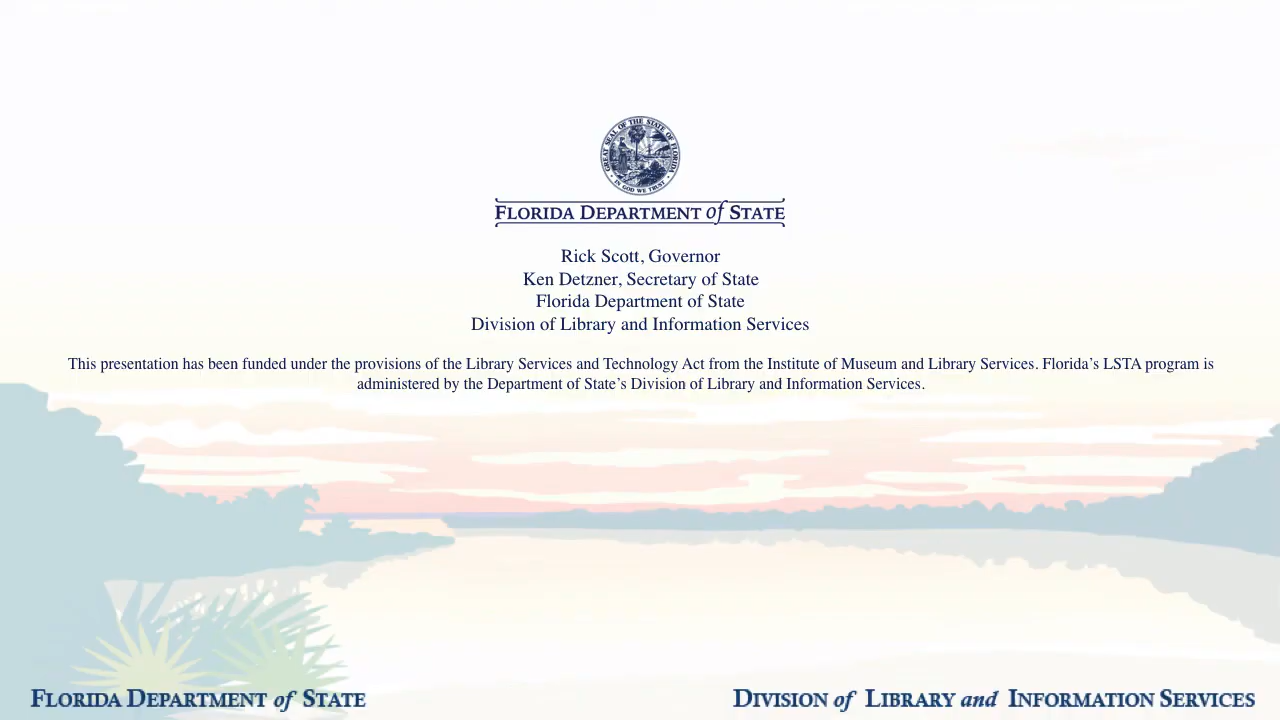 GREAT SEAL OF THE STATE OF FLORIDA
IN GOD WE TRUST
FLORIDA DEPARTMENT of STATE
Rick Scott, Governor
Ken Detzner, Secretary of State
Florida Department of State
Division of Library and Information Services
This presentation has been funded under the provisions of the Library Services and Technology Act from the Institute of Museum and Library Services. Florida’s LSTA program is
administered by the Department of State’s Division of Library and Information Services.
FLORIDA DEPARTMENT of STATE
DIVISION of LIBRARY and INFORMATION SERVICES